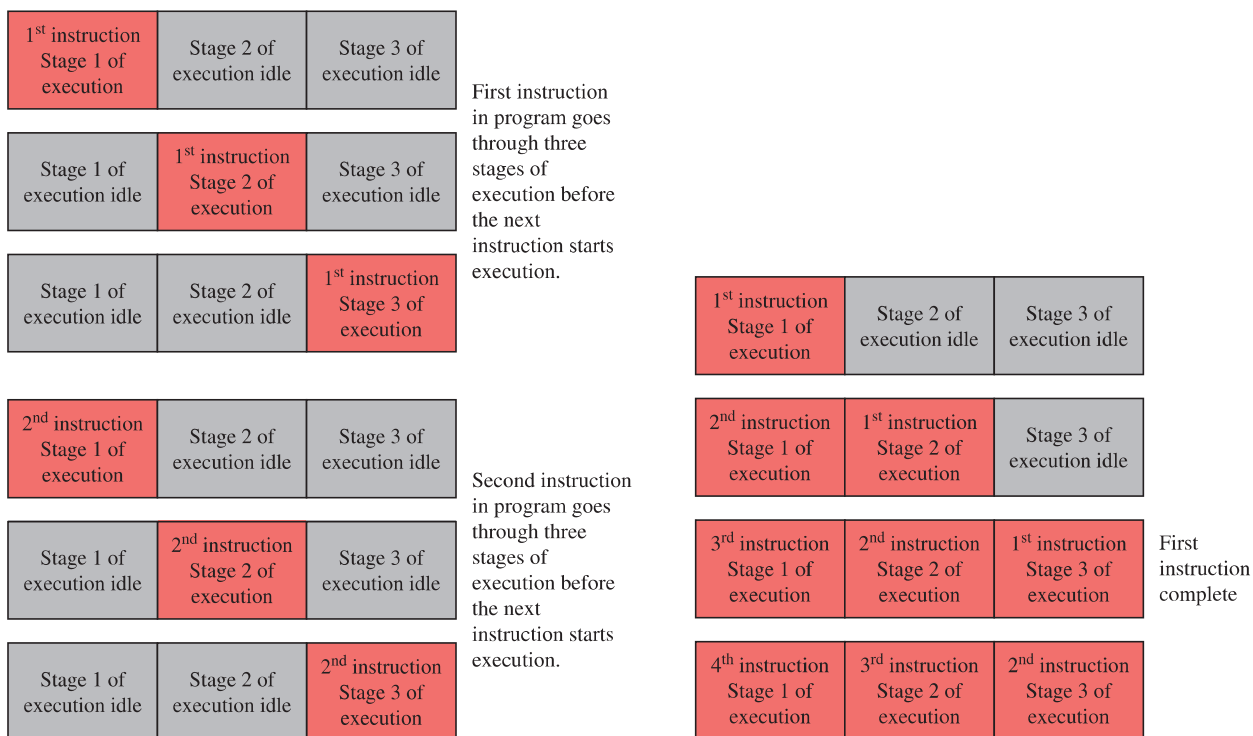 1st instruction
Stage 1 of
execution
Stage 2 of
execution idle
Stage 3 of
execution idle
Stage 1 of
execution idle
1st instruction
Stage 2 of
execution
Stage 3 of
execution idle
Stage 1 of
execution idle
Stage 2 of
execution idle
1st instruction
Stage 3 of
execution
First instruction
in program goes
through three
stages of
execution before
the next
instruction starts
execution.
2nd instruction
Stage 1 of
execution
Stage 2 of
execution idle
Stage 3 of
execution idle
Stage 1 of
execution idle
2nd instruction
Stage 2 of
execution
Stage 3 of
execution idle
Stage 1 of
execution idle
Stage 2 of
execution idle
2nd instruction
Stage 3 of
execution
Second instruction
in program goes
through three
stages of
execution before
the next
instruction starts
execution.
1st instruction
Stage 1 of
execution
Stage 2 of
execution idle
Stage 3 of
execution idle
2nd instruction
Stage 1 of
execution
1st instruction
Stage 2 of
execution
Stage 3 of
execution idle
3rd instruction
Stage 1 of
execution
2nd instruction
Stage 2 of
execution
1st instruction
Stage 3 of
execution
First
instruction
complete
4th instruction
Stage 1 of
execution
3rd instruction
Stage 2 of
execution
2nd instruction
Stage 3 of
execution